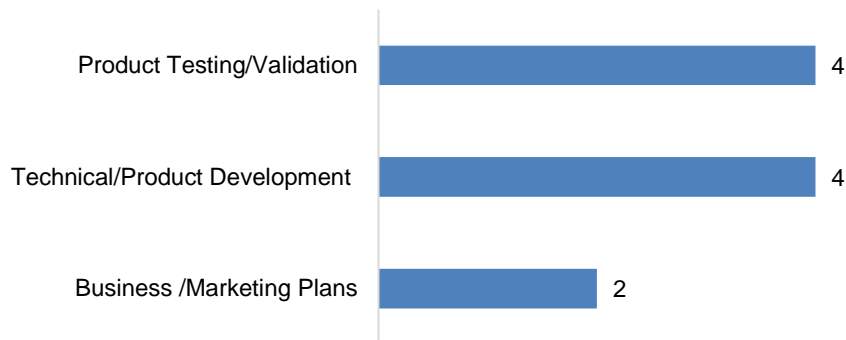 Product Testing/Validation 4
Technical/Product Development 4
Business /Marketing Plans 2